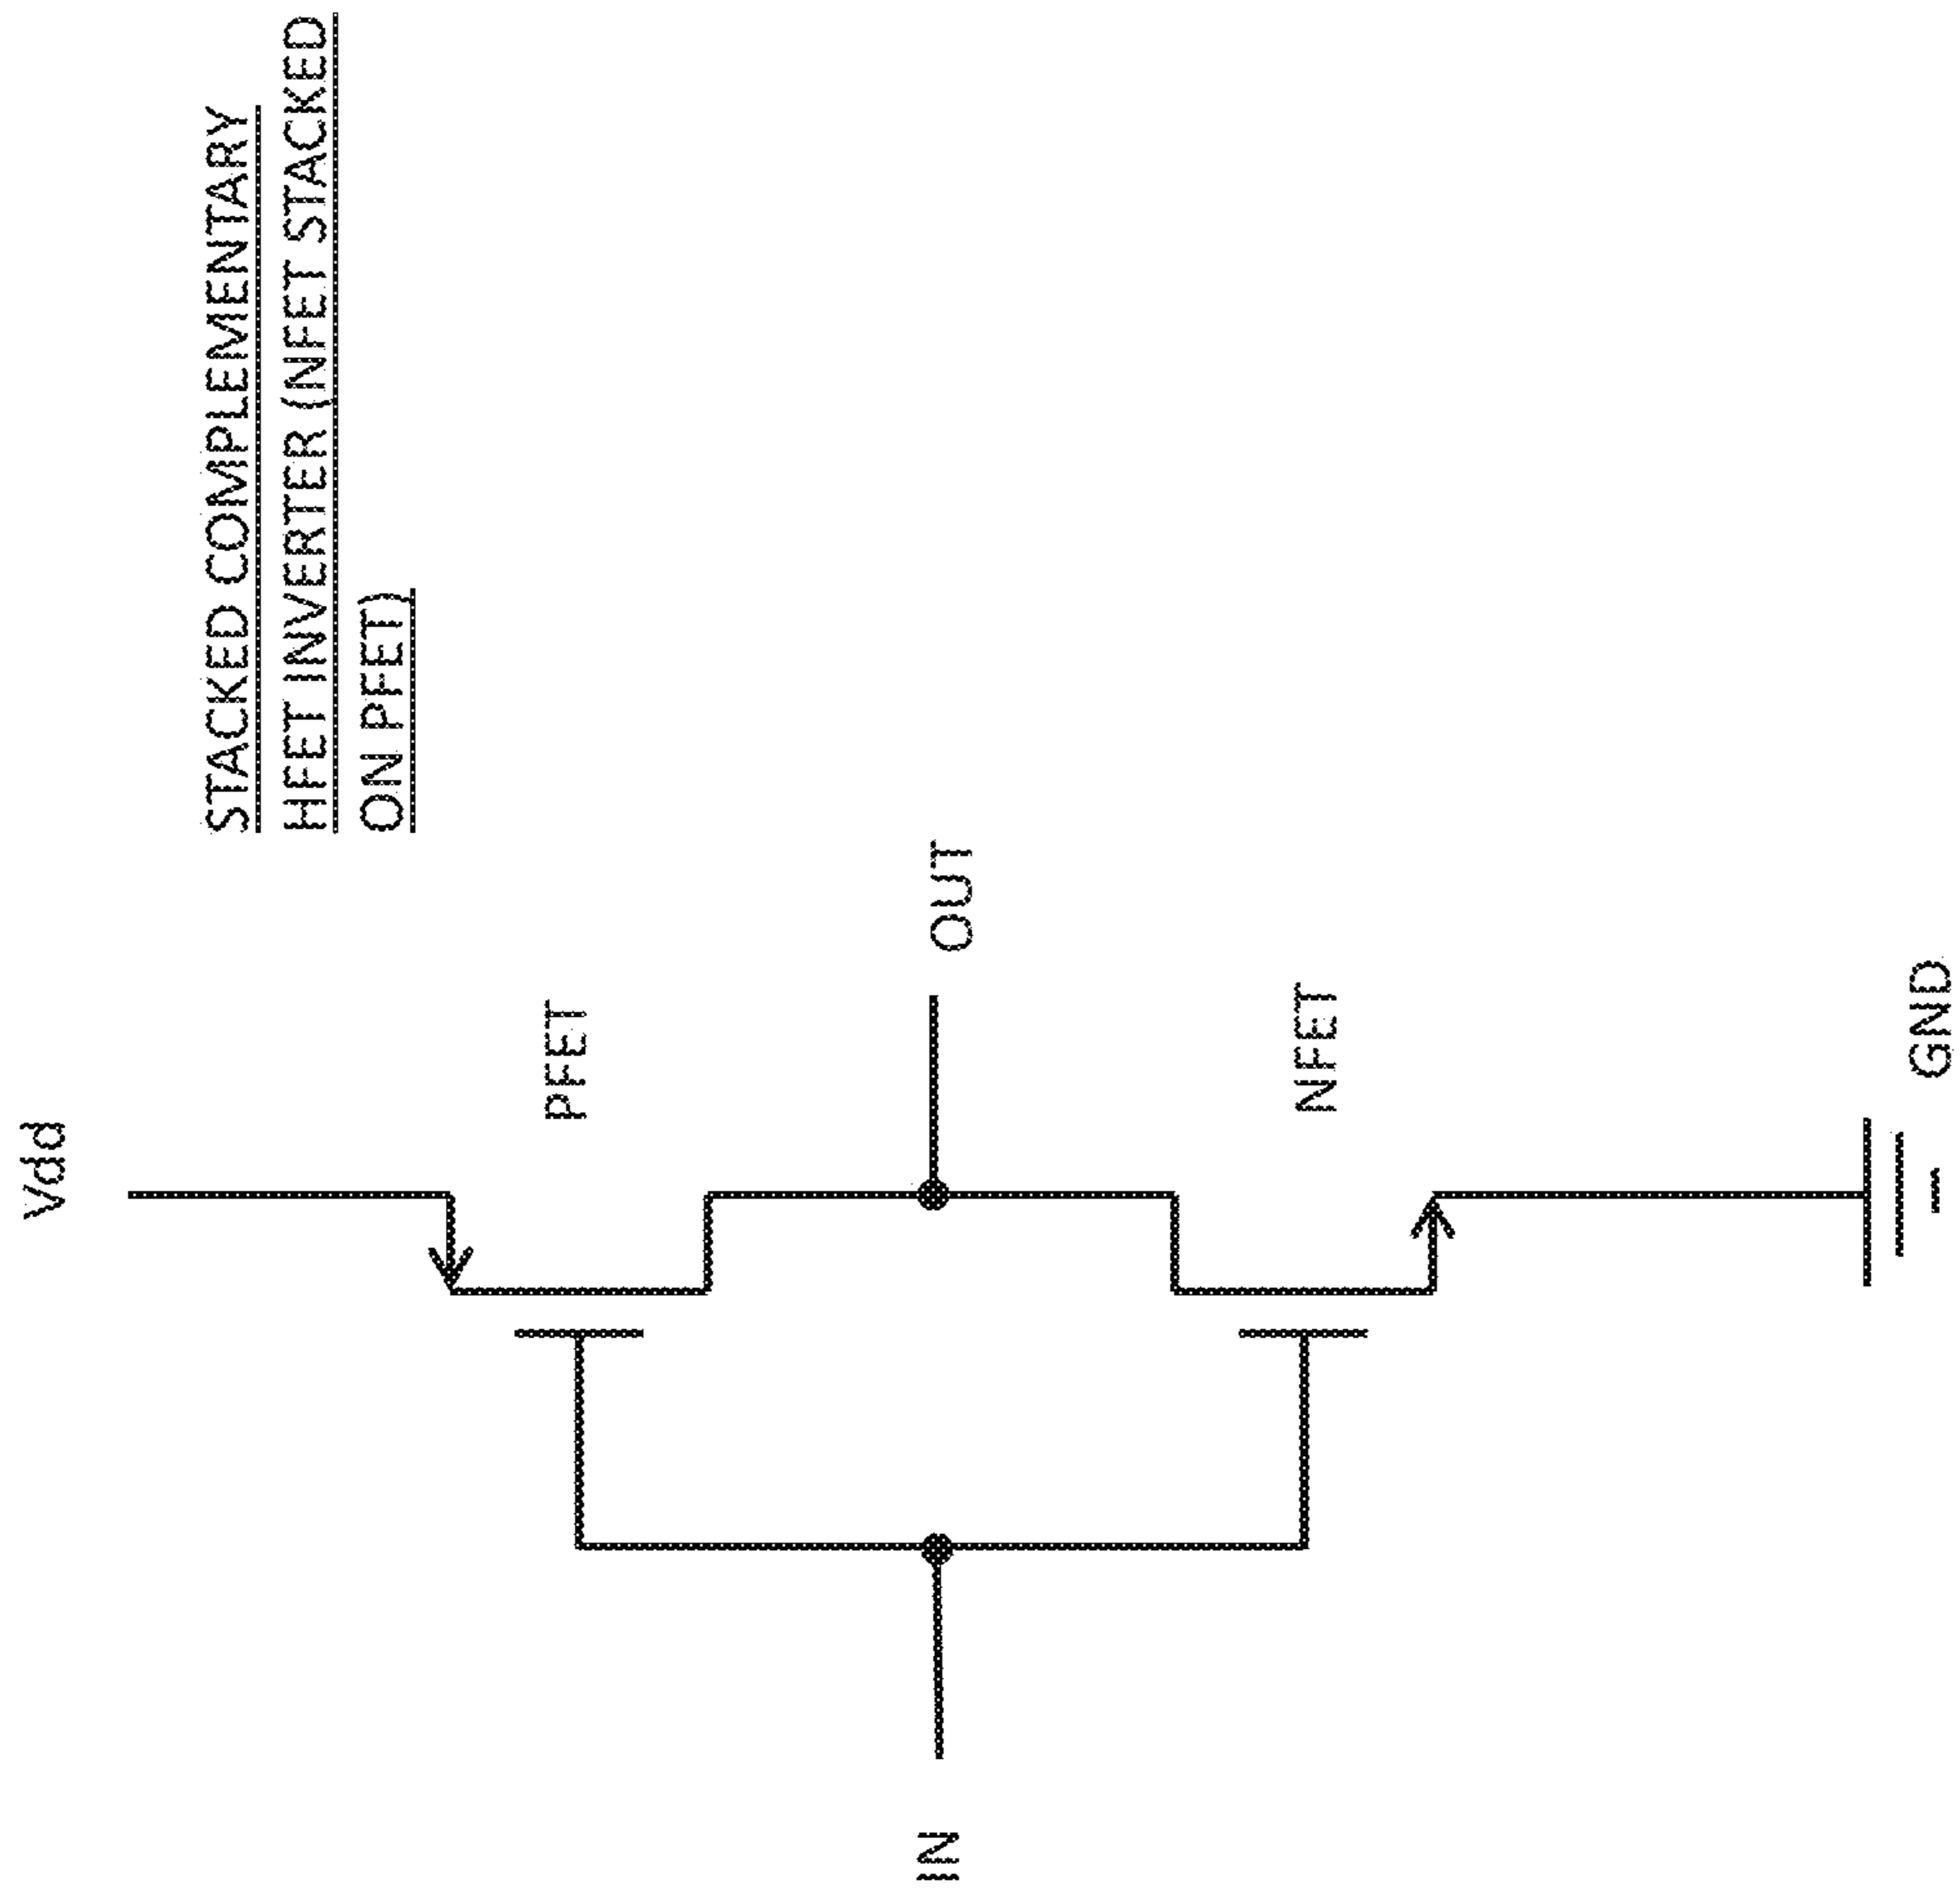 STACKED COMPLEMENTARY
HFET INVERTER (NFET STACKED
ON PFET)
Vdd
PFET
OUT
IN
NFET
GND